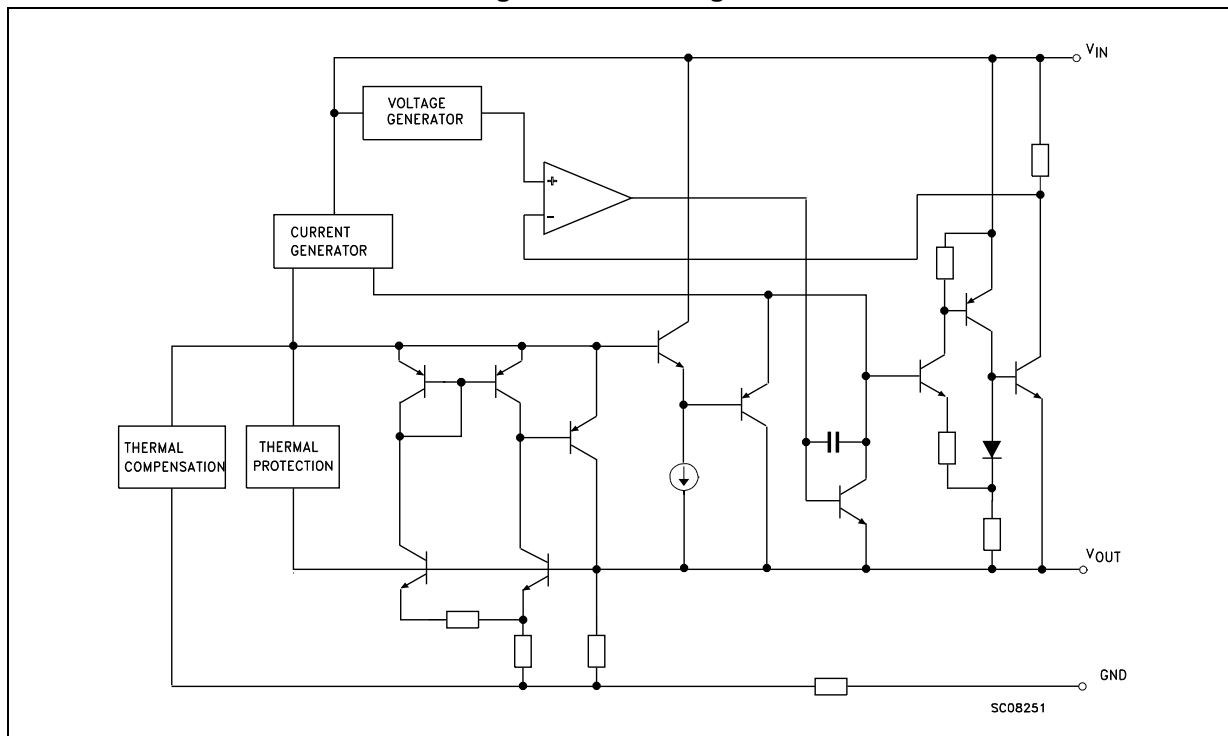 VIN
VOLTAGE
GENERATOR
+
-
CURRENT
GENERATOR
THERMAL
COMPENSATION
THERMAL
PROTECTION
VOUT
GND
SC08251